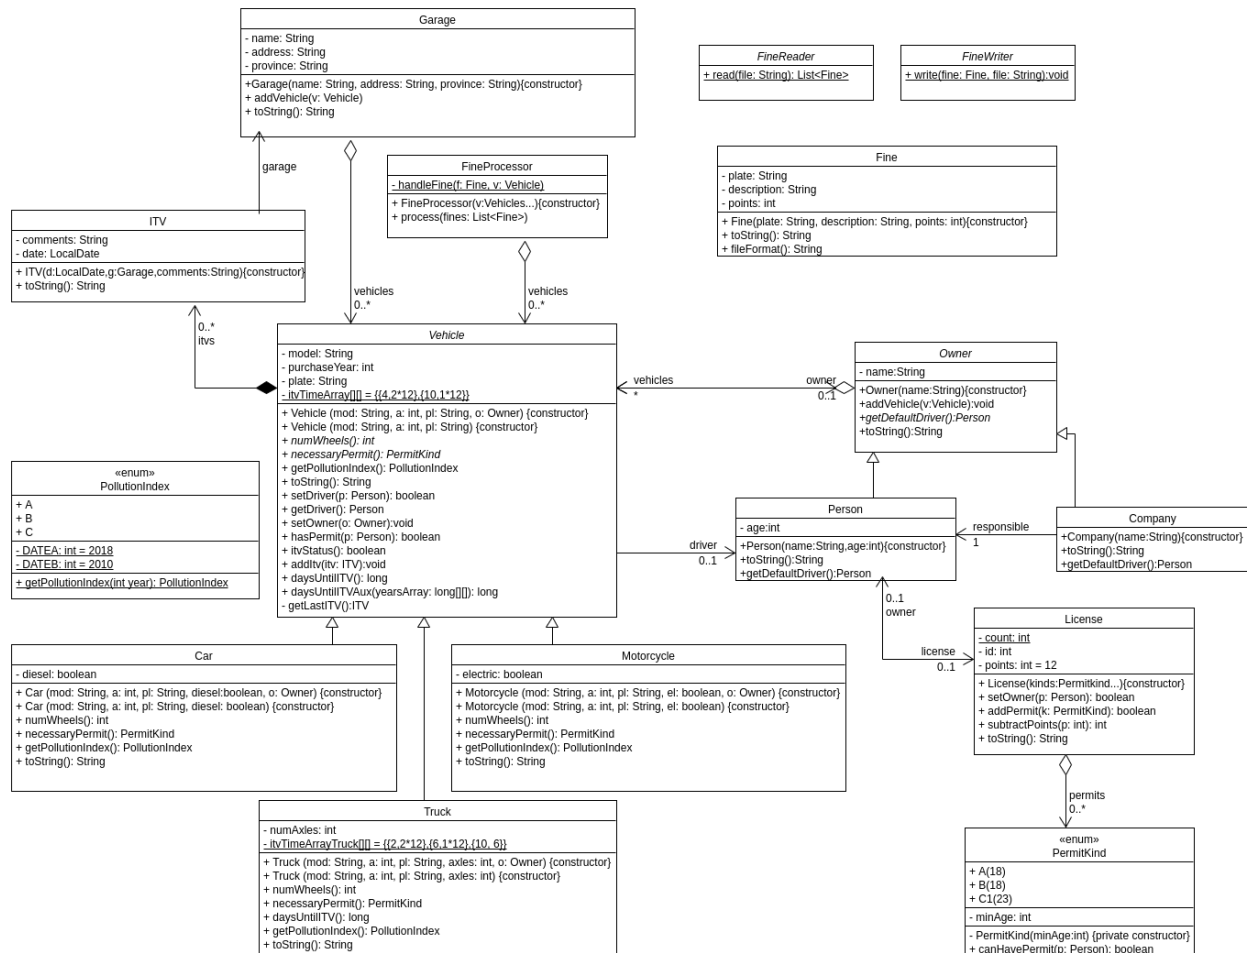 Garage
- name: String
- address: String
- province: String
+Garage(name: String, address: String, province: String){constructor}
+ addVehicle(v: Vehicle)
+ toString(): String
FineReader
+ read(file: String): List<Fine>
FineWriter
+ write(fine: Fine, file: String):void
garage
FineProcessor
- handleFine(f: Fine, v: Vehicle)
+ FineProcessor(v:Vehicles...){constructor}
+ process(fines: List<Fine>)
Fine
- plate: String
- description: String
- points: int
+ Fine(plate: String, description: String, points: int){constructor}
+ toString(): String
+ fileFormat(): String
ITV
- comments: String
- date: LocalDate
+ ITV(d:LocalDate,g:Garage,comments:String){constructor}
+ toString(): String
vehicles
0..*
vehicles
0..*
0..*
itvs
Vehicle
- model: String
- purchaseYear: int
- plate: String
- itvTimeArray[][] = {{4,2*12},{10,1*12}}
+ Vehicle (mod: String, a: int, pl: String, o: Owner) {constructor}
+ Vehicle (mod: String, a: int, pl: String) {constructor}
+ numWheels(): int
+ necessaryPermit(): PermitKind
+ getPollutionIndex(): PollutionIndex
+ toString(): String
+ setDriver(p: Person): boolean
+ getDriver(): Person
+ setOwner(o: Owner):void
+ hasPermit(p: Person): boolean
+ itvStatus(): boolean
+ addItv(itv: ITV):void
+ daysUntilITV(): long
+ daysUntilITVAux(yearsArray: long[][]): long
- getLastITV():ITV
vehicles
*
owner
0..1
Owner
- name:String
+Owner(name:String){constructor}
+addVehicle(v:Vehicle):void
+getDefaultDriver():Person
+toString():String
«enum»
PollutionIndex
+ A
+ B
+ C
- DATEA: int = 2018
- DATEB: int = 2010
+ getPollutionIndex(int year): PollutionIndex
driver
0..1
Person
- age:int
+Person(name:String,age:int){constructor}
+toString():String
+getDefaultDriver():Person
responsible
1
Company
+Company(name:String){constructor}
+toString():String
+getDefaultDriver():Person
0..1
owner
license
0..1
License
- count: int
- id: int
- points: int = 12
+ License(kinds:Permitkind...){constructor}
+ setOwner(p: Person): boolean
+ addPermit(k: PermitKind): boolean
+ subtractPoints(p: int): int
+ toString(): String
Car
- diesel: boolean
+ Car (mod: String, a: int, pl: String, diesel:boolean, o: Owner) {constructor}
+ Car (mod: String, a: int, pl: String, diesel: boolean) {constructor}
+ numWheels(): int
+ necessaryPermit(): PermitKind
+ getPollutionIndex(): PollutionIndex
+ toString(): String
Motorcycle
- electric: boolean
+ Motorcycle (mod: String, a: int, pl: String, el: boolean, o: Owner) {constructor}
+ Motorcycle (mod: String, a: int, pl: String, el: boolean) {constructor}
+ numWheels(): int
+ necessaryPermit(): PermitKind
+ getPollutionIndex(): PollutionIndex
+ toString(): String
Truck
- numAxles: int
- itvTimeArrayTruck[][] = {{2,2*12},{6,1*12},{10, 6}}
+ Truck (mod: String, a: int, pl: String, axles: int, o: Owner) {constructor}
+ Truck (mod: String, a: int, pl: String, axles: int) {constructor}
+ numWheels(): int
+ necessaryPermit(): PermitKind
+ daysUntilITV(): long
+ getPollutionIndex(): PollutionIndex
+ toString(): String
permits
0..*
«enum»
PermitKind
+ A(18)
+ B(18)
+ C1(23)
- minAge: int
- PermitKind(minAge:int) {private constructor}
+ canHavePermit(p: Person): boolean